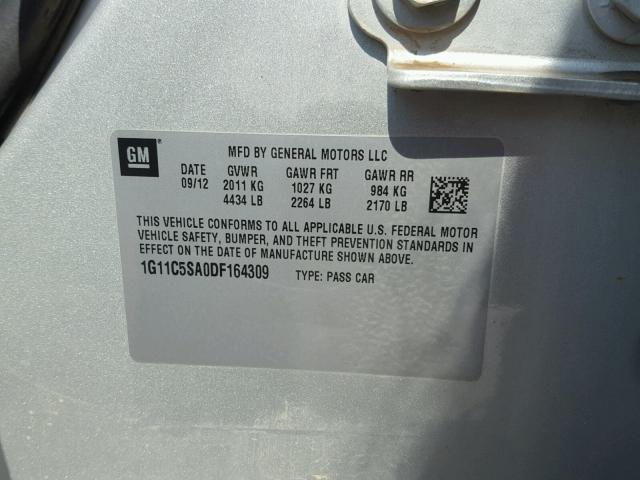 GM
MFD BY GENERAL MOTORS LLC
DATE GVWR GAWR FRT GAWR RR
09/12 2011 KG 1027 KG 984 KG
4434 LB 2264 LB 2170 LB
THIS VEHICLE CONFORMS TO ALL APPLICABLE U.S. FEDERAL MOTOR
VEHICLE SAFETY, BUMPER, AND THEFT PREVENTION STANDARDS IN
EFFECT ON THE DATE OF MANUFACTURE SHOWN ABOVE.
1G11C5SA0DF164309 TYPE: PASS CAR